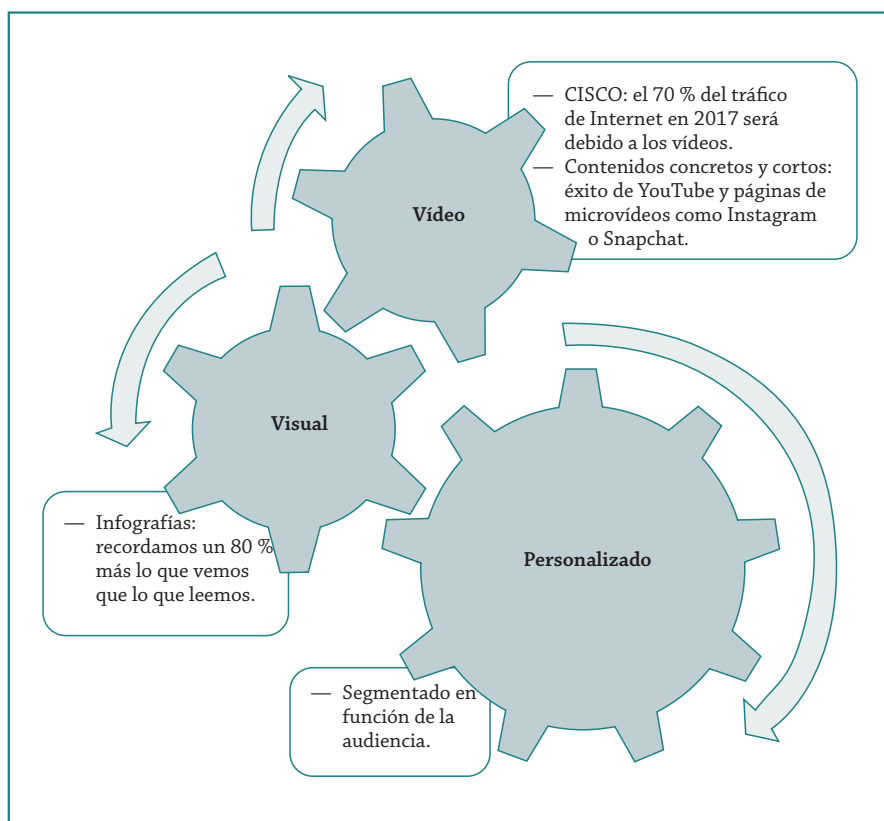 — CISCO: el 70 % del tráfico
de Internet en 2017 será
debido a los vídeos.
— Contenidos concretos y cortos:
éxito de YouTube y páginas de
microvídeos como Instagram
o Snapchat.
Vídeo
Visual
— Infografías:
recordamos un 80 %
más lo que vemos
que lo que leemos.
Personalizado
— Segmentado en
función de la
audiencia.